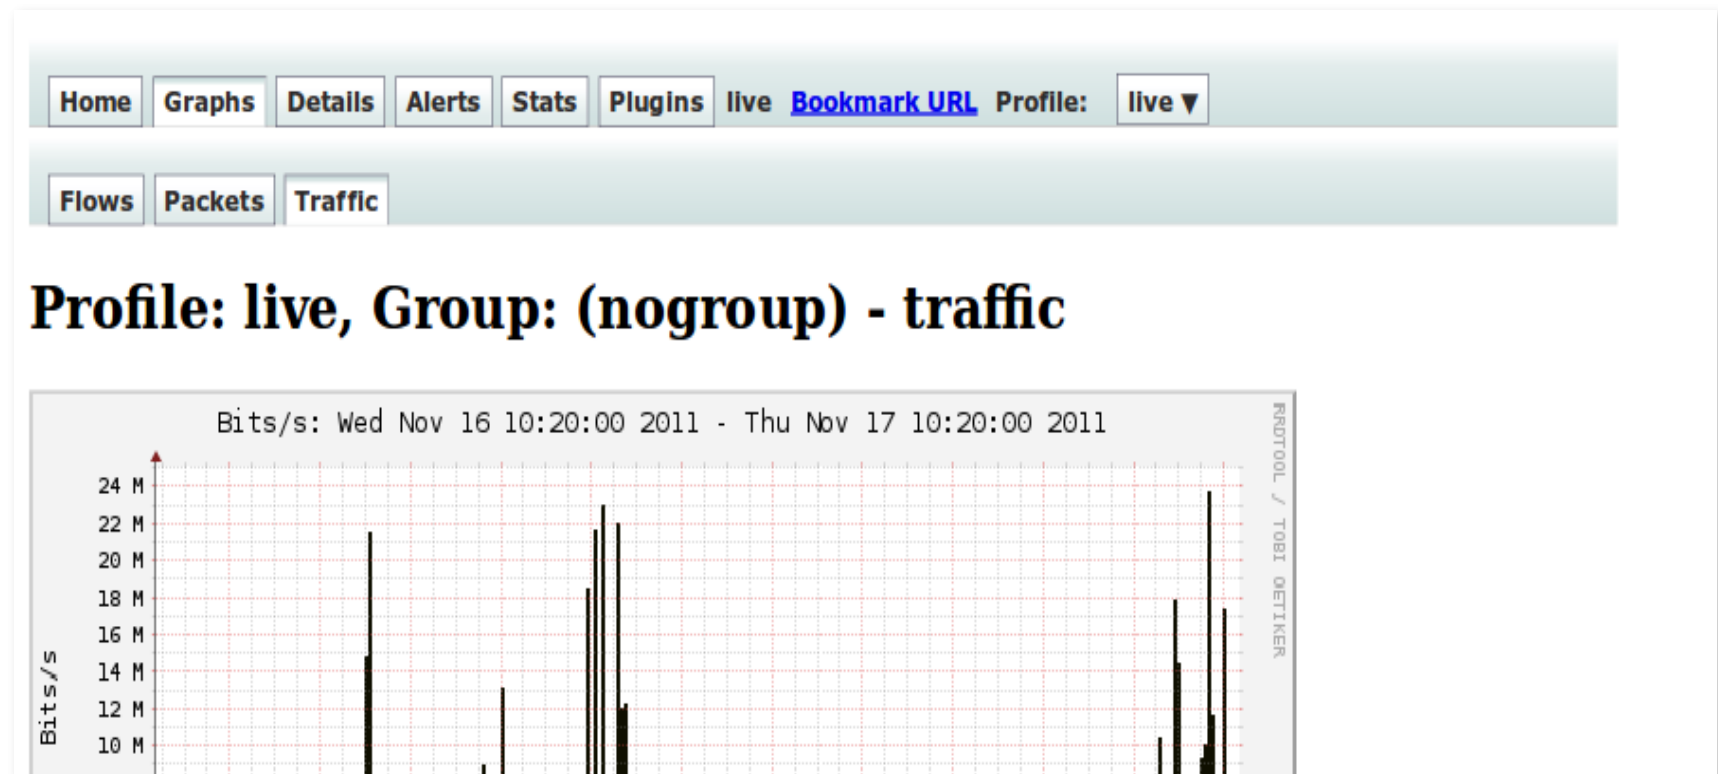 Home Graphs Details Alerts Stats Plugins live Bookmark URL Profile: live ▼
Flows Packets Traffic
Profile: live, Group: (nogroup) - traffic
Bits/s: Wed Nov 16 10:20:00 2011 - Thu Nov 17 10:20:00 2011
RRDTOOL / TOBI OETIKER
24 M
22 M
20 M
18 M
16 M
14 M
12 M
10 M
Bits/s